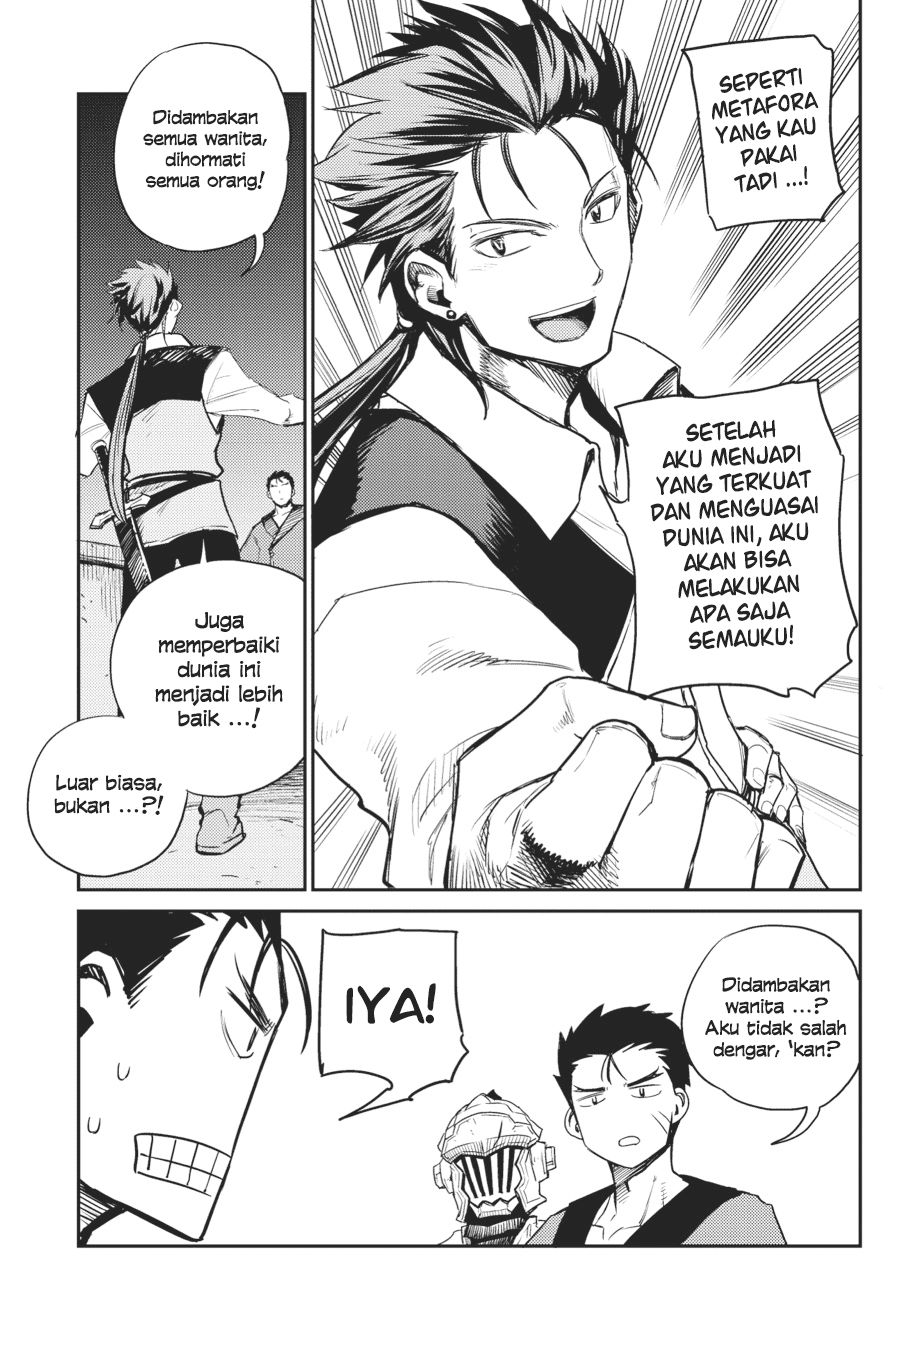 SEPERTI
METAFORA
YANG KAU
PAKAI
TADI ...!
SETELAH
AKU MENJADI
YANG TERKUAT
DAN MENGUASAI
DUNIA INI, AKU
AKAN BISA
MELAKUKAN
APA SAJA
SEMAUKU!
Didambakan
semua wanita,
dihormati
semua orang!
Juga
memperbaiki
dunia ini
menjadi lebih
baik ...!
Luar biasa,
bukan ...?!
Didambakan
wanita ...?
Aku tidak salah
dengar, 'kan?
IYA!